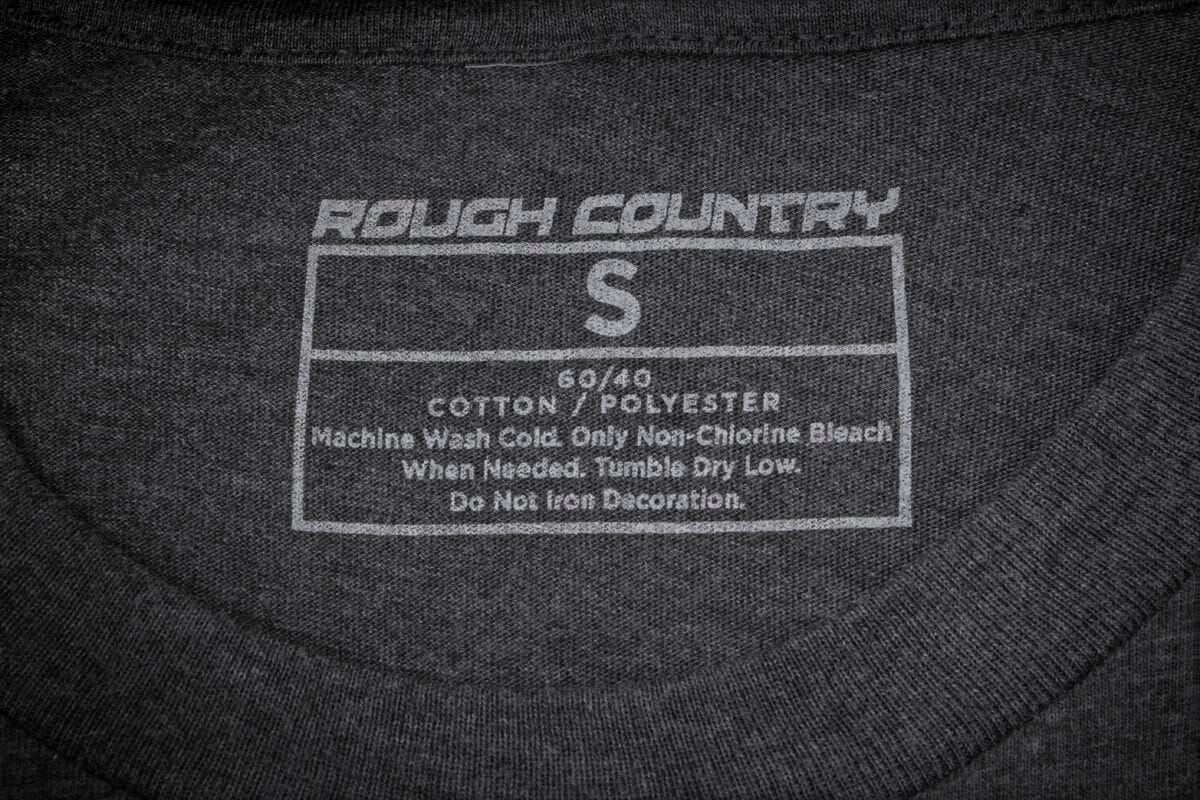 ROUGH COUNTRY
S
60/40
COTTON / POLYESTER
Machine Wash Cold. Only Non-Chlorine Bleach
When Needed. Tumble Dry Low.
Do Not Iron Decoration.